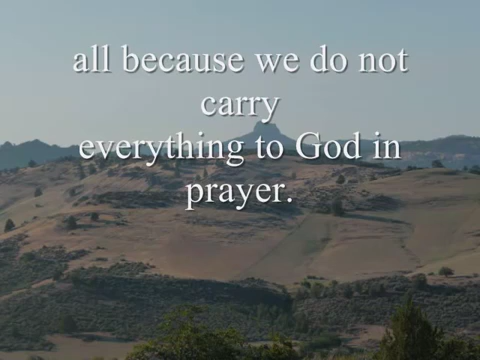 all because we do not
carry
everything to God in
prayer.